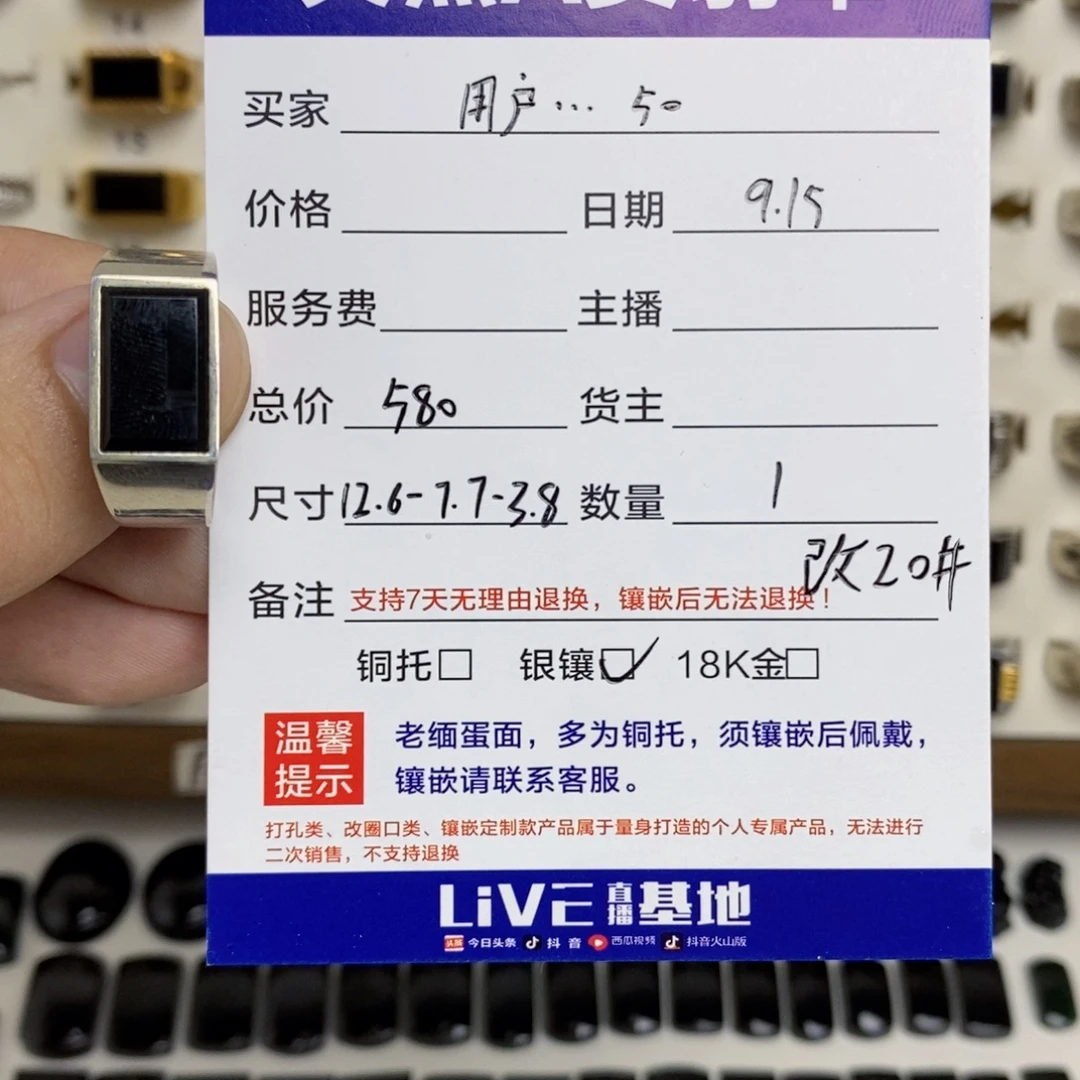 买家 用户... 50
价格 日期 9.15
服务费 主播
总价 580 货主
尺寸 12.6-7.7-3.8 数量 1
改20#
备注 支持7天无理由退换，镶嵌后无法退换！
铜托□ 银镶☑ 18K金□
温馨
提示
老缅蛋面，多为铜托，须镶嵌后佩戴，
镶嵌请联系客服。
打孔类、改圈口类、镶嵌定制款产品属于量身打造的个人专属产品，无法进行
二次销售，不支持退换
LiVE 直播 基地
头条 今日头条 抖音 西瓜视频 抖音火山版